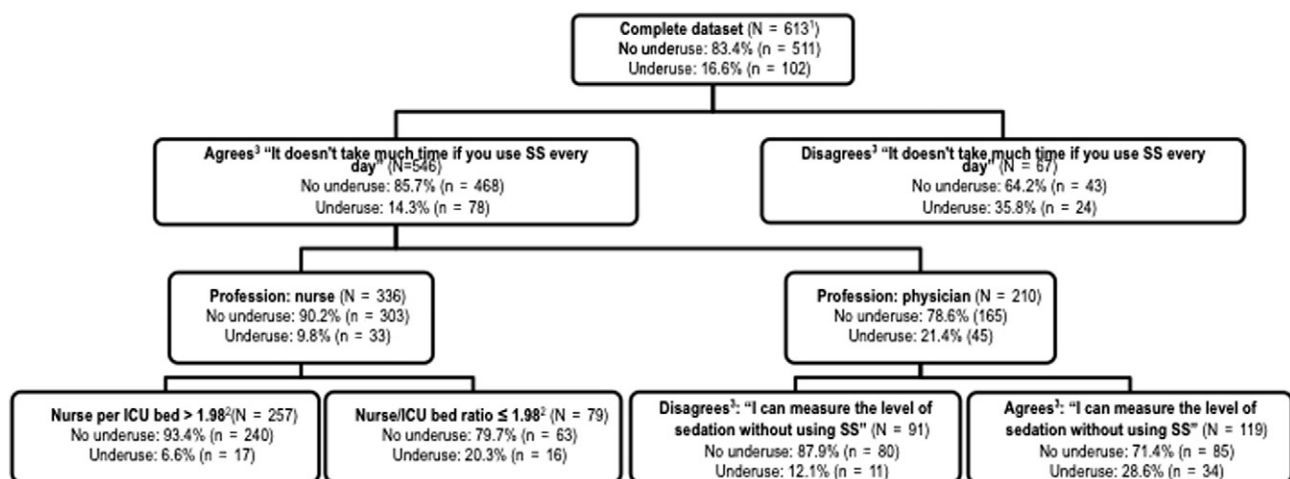 Complete dataset (N = 613¹)
No underuse: 83.4% (n = 511)
Underuse: 16.6% (n = 102)
Agrees³ “It doesn't take much time if you use SS every
day” (N=546)
No underuse: 85.7% (n = 468)
Underuse: 14.3% (n = 78)
Disagrees³ “It doesn't take much time if you use SS every
day” (N = 67)
No underuse: 64.2% (n = 43)
Underuse: 35.8% (n = 24)
Profession: nurse (N = 336)
No underuse: 90.2% (n = 303)
Underuse: 9.8% (n = 33)
Profession: physician (N = 210)
No underuse: 78.6% (165)
Underuse: 21.4% (45)
Nurse per ICU bed > 1.98²(N = 257)
No underuse: 93.4% (n = 240)
Underuse: 6.6% (n = 17)
Nurse/ICU bed ratio ≤ 1.98² (N = 79)
No underuse: 79.7% (n = 63)
Underuse: 20.3% (n = 16)
Disagrees³: “I can measure the level of
sedation without using SS” (N = 91)
No underuse: 87.9% (n = 80)
Underuse: 12.1% (n = 11)
Agrees³: “I can measure the level of
sedation without using SS” (N = 119)
No underuse: 71.4% (n = 85)
Underuse: 28.6% (n = 34)